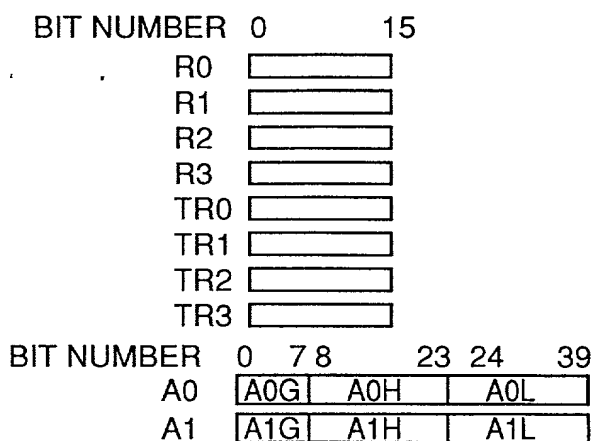 BIT NUMBER 0 15
R0
R1
R2
R3
TR0
TR1
TR2
TR3
BIT NUMBER 0 7 8 23 24 39
A0 A0G A0H A0L
A1 A1G A1H A1L